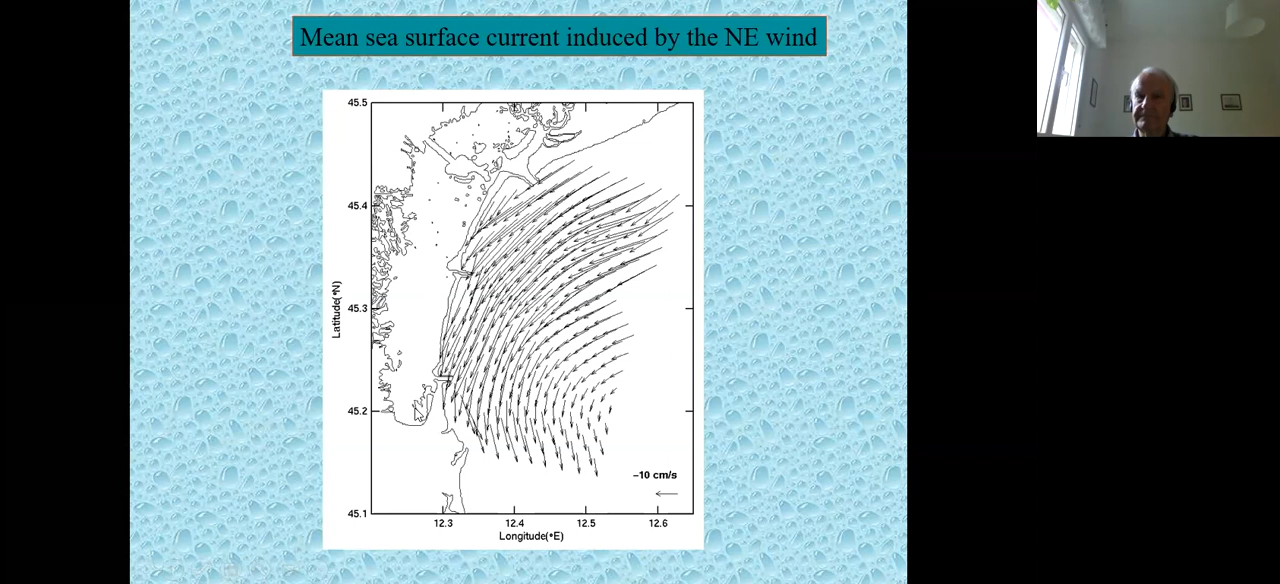 Mean sea surface current induced by the NE wind
45.5
45.4
45.3
45.2
45.1
Latitude(°N)
−10 cm/s
12.3 12.4 12.5 12.6
Longitude(°E)